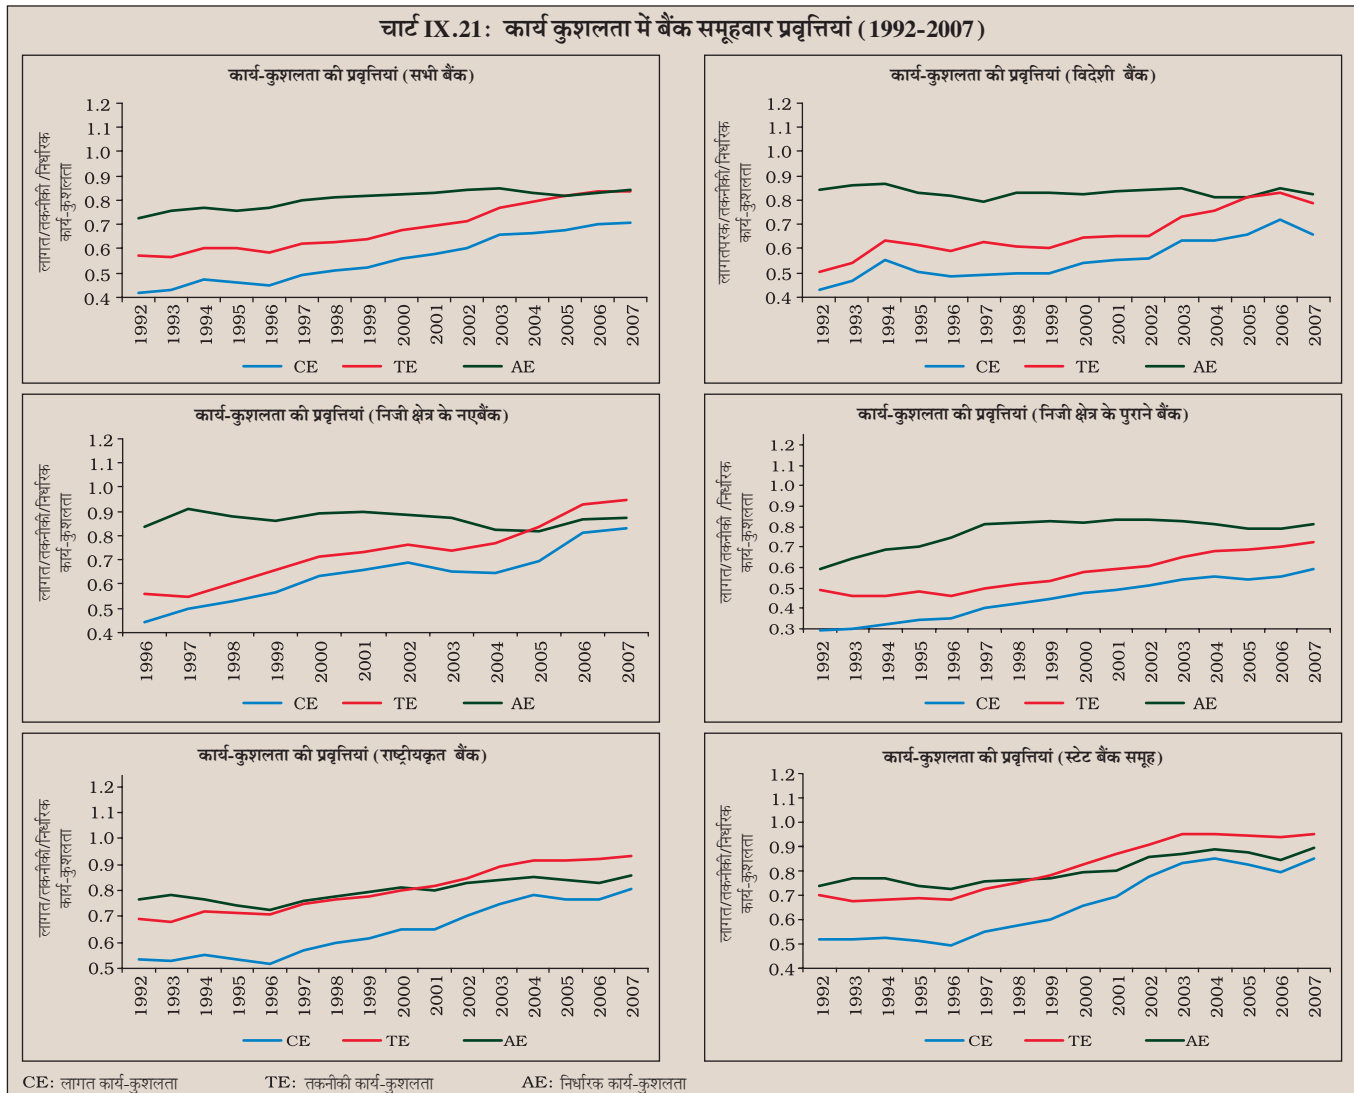 चार्ट IX.21: कार्य कुशलता में बैंक समूहवार प्रवृत्तियां (1992-2007)
कार्य-कुशलता की प्रवृत्तियां (सभी बैंक)
लागत/तकनीकी/निर्धारक
कार्य-कुशलता
1.2
1.1
1.0
0.9
0.8
0.7
0.6
0.5
0.4
1992 1993 1994 1995 1996 1997 1998 1999 2000 2001 2002 2003 2004 2005 2006 2007
CE TE AE
कार्य-कुशलता की प्रवृत्तियां (विदेशी बैंक)
लागतपरक/तकनीकी/निर्धारक
कार्य-कुशलता
1.2
1.1
1.0
0.9
0.8
0.7
0.6
0.5
0.4
1992 1993 1994 1995 1996 1997 1998 1999 2000 2001 2002 2003 2004 2005 2006 2007
CE TE AE
कार्य-कुशलता की प्रवृत्तियां (निजी क्षेत्र के नएबैंक)
लागत/तकनीकी/निर्धारक
कार्य-कुशलता
1.2
1.1
1.0
0.9
0.8
0.7
0.6
0.5
0.4
1996 1997 1998 1999 2000 2001 2002 2003 2004 2005 2006 2007
CE TE AE
कार्य-कुशलता की प्रवृत्तियां (निजी क्षेत्र के पुराने बैंक)
लागत/तकनीकी /निर्धारक
कार्य-कुशलता
1.2
1.1
1.0
0.9
0.8
0.7
0.6
0.5
0.4
0.3
1992 1993 1994 1995 1996 1997 1998 1999 2000 2001 2002 2003 2004 2005 2006 2007
CE TE AE
कार्य-कुशलता की प्रवृत्तियां (राष्ट्रीयकृत बैंक)
लागत/तकनीकी/निर्धारक
कार्य-कुशलता
1.2
1.1
1.0
0.9
0.8
0.7
0.6
0.5
1992 1993 1994 1995 1996 1997 1998 1999 2000 2001 2002 2003 2004 2005 2006 2007
CE TE AE
कार्य-कुशलता की प्रवृत्तियां (स्टेट बैंक समूह)
लागत/तकनीकी/निर्धारक
कार्य-कुशलता
1.2
1.1
1.0
0.9
0.8
0.7
0.6
0.5
0.4
1992 1993 1994 1995 1996 1997 1998 1999 2000 2001 2002 2003 2004 2005 2006 2007
CE TE AE
CE: लागत कार्य-कुशलता TE: तकनीकी कार्य-कुशलता AE: निर्धारक कार्य-कुशलता